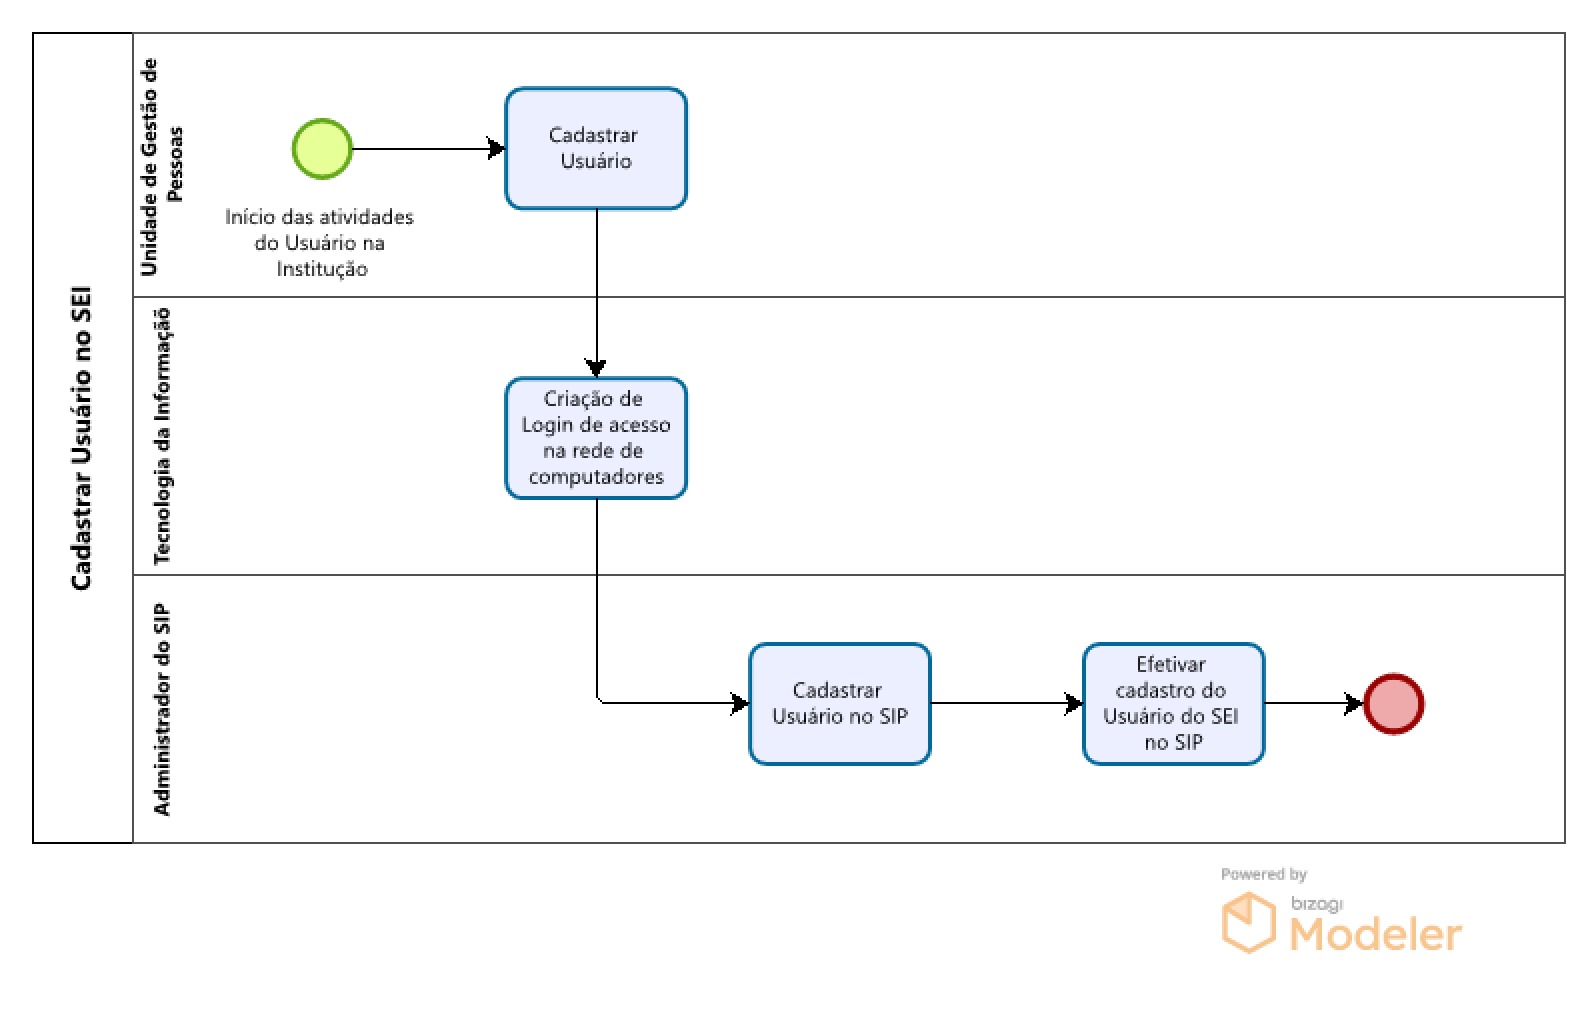 Cadastrar Usuário no SEI
Unidade de Gestão de
Pessoas
Início das atividades
do Usuário na
Institução
Cadastrar
Usuário
Tecnologia da Informação
Criação de
Login de acesso
na rede de
computadores
Administrador do SIP
Cadastrar
Usuário no SIP
Efetivar
cadastro do
Usuário do SEI
no SIP
Powered by
bizagi
Modeler